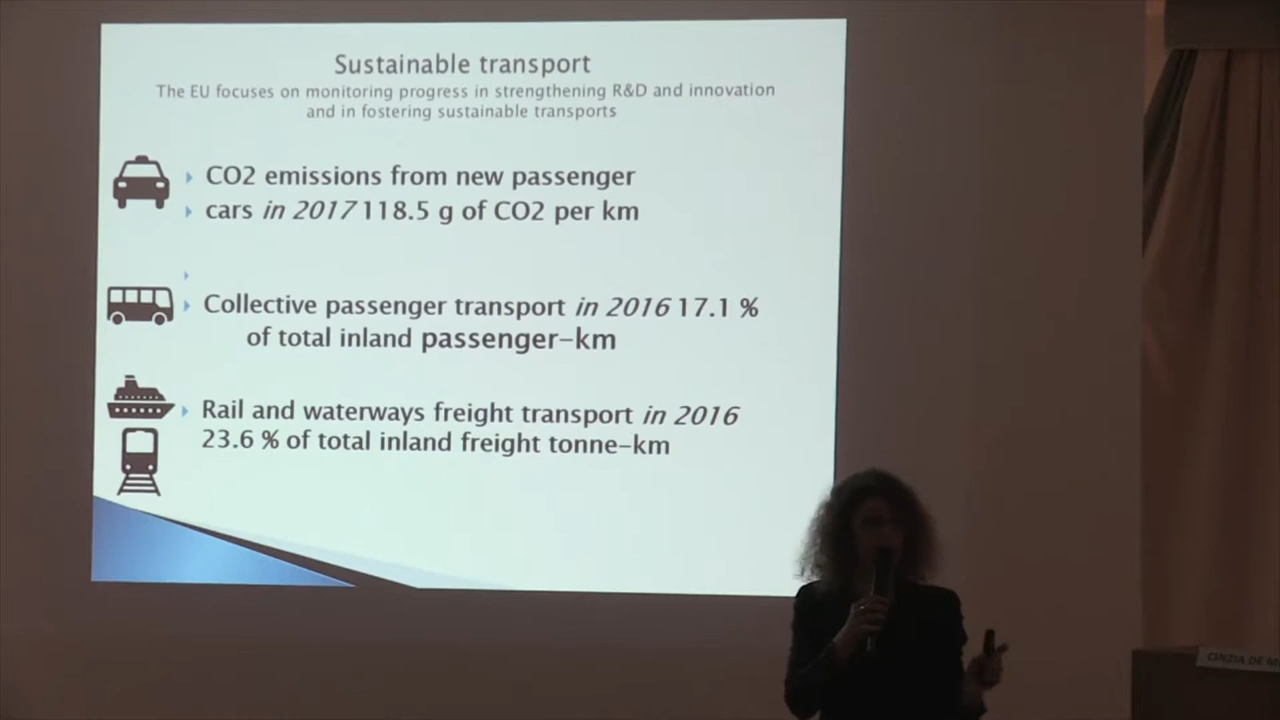 Sustainable transport
The EU focuses on monitoring progress in strengthening R&D and innovation
and in fostering sustainable transports
CO2 emissions from new passenger
cars in 2017 118.5 g of CO2 per km
Collective passenger transport in 2016 17.1 %
of total inland passenger-km
Rail and waterways freight transport in 2016
23.6 % of total inland freight tonne-km
CINZIA DE